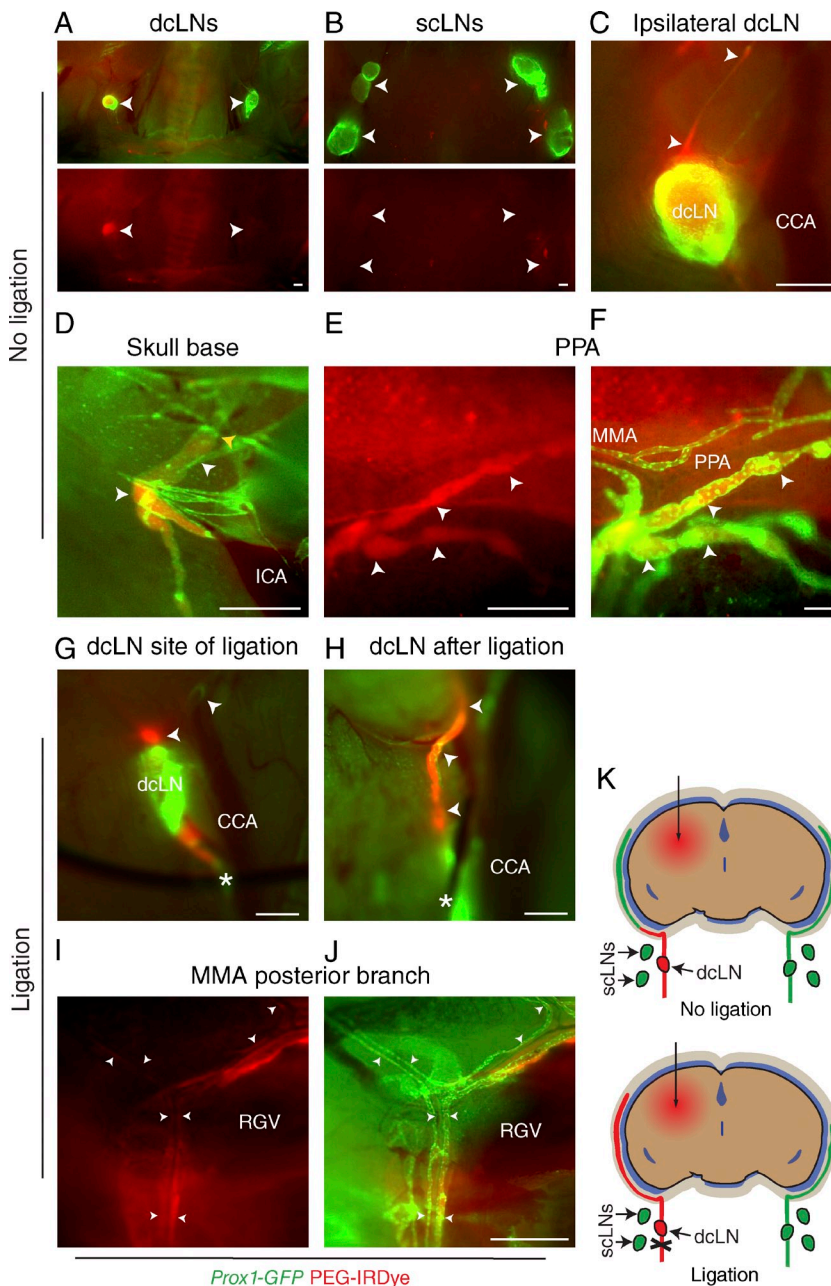 A
dcLNs
B
scLNs
C
Ipsilateral dcLN
dcLN
CCA
No ligation
D
Skull base
ICA
E
PPA
F
MMA
PPA
G
dcLN site of ligation
dcLN
CCA
*
H
dcLN after ligation
CCA
*
Ligation
I
J
MMA posterior branch
RGV
RGV
Prox1-GFP PEG-IRDye
K
scLNs
dcLN
No ligation
scLNs
dcLN
Ligation